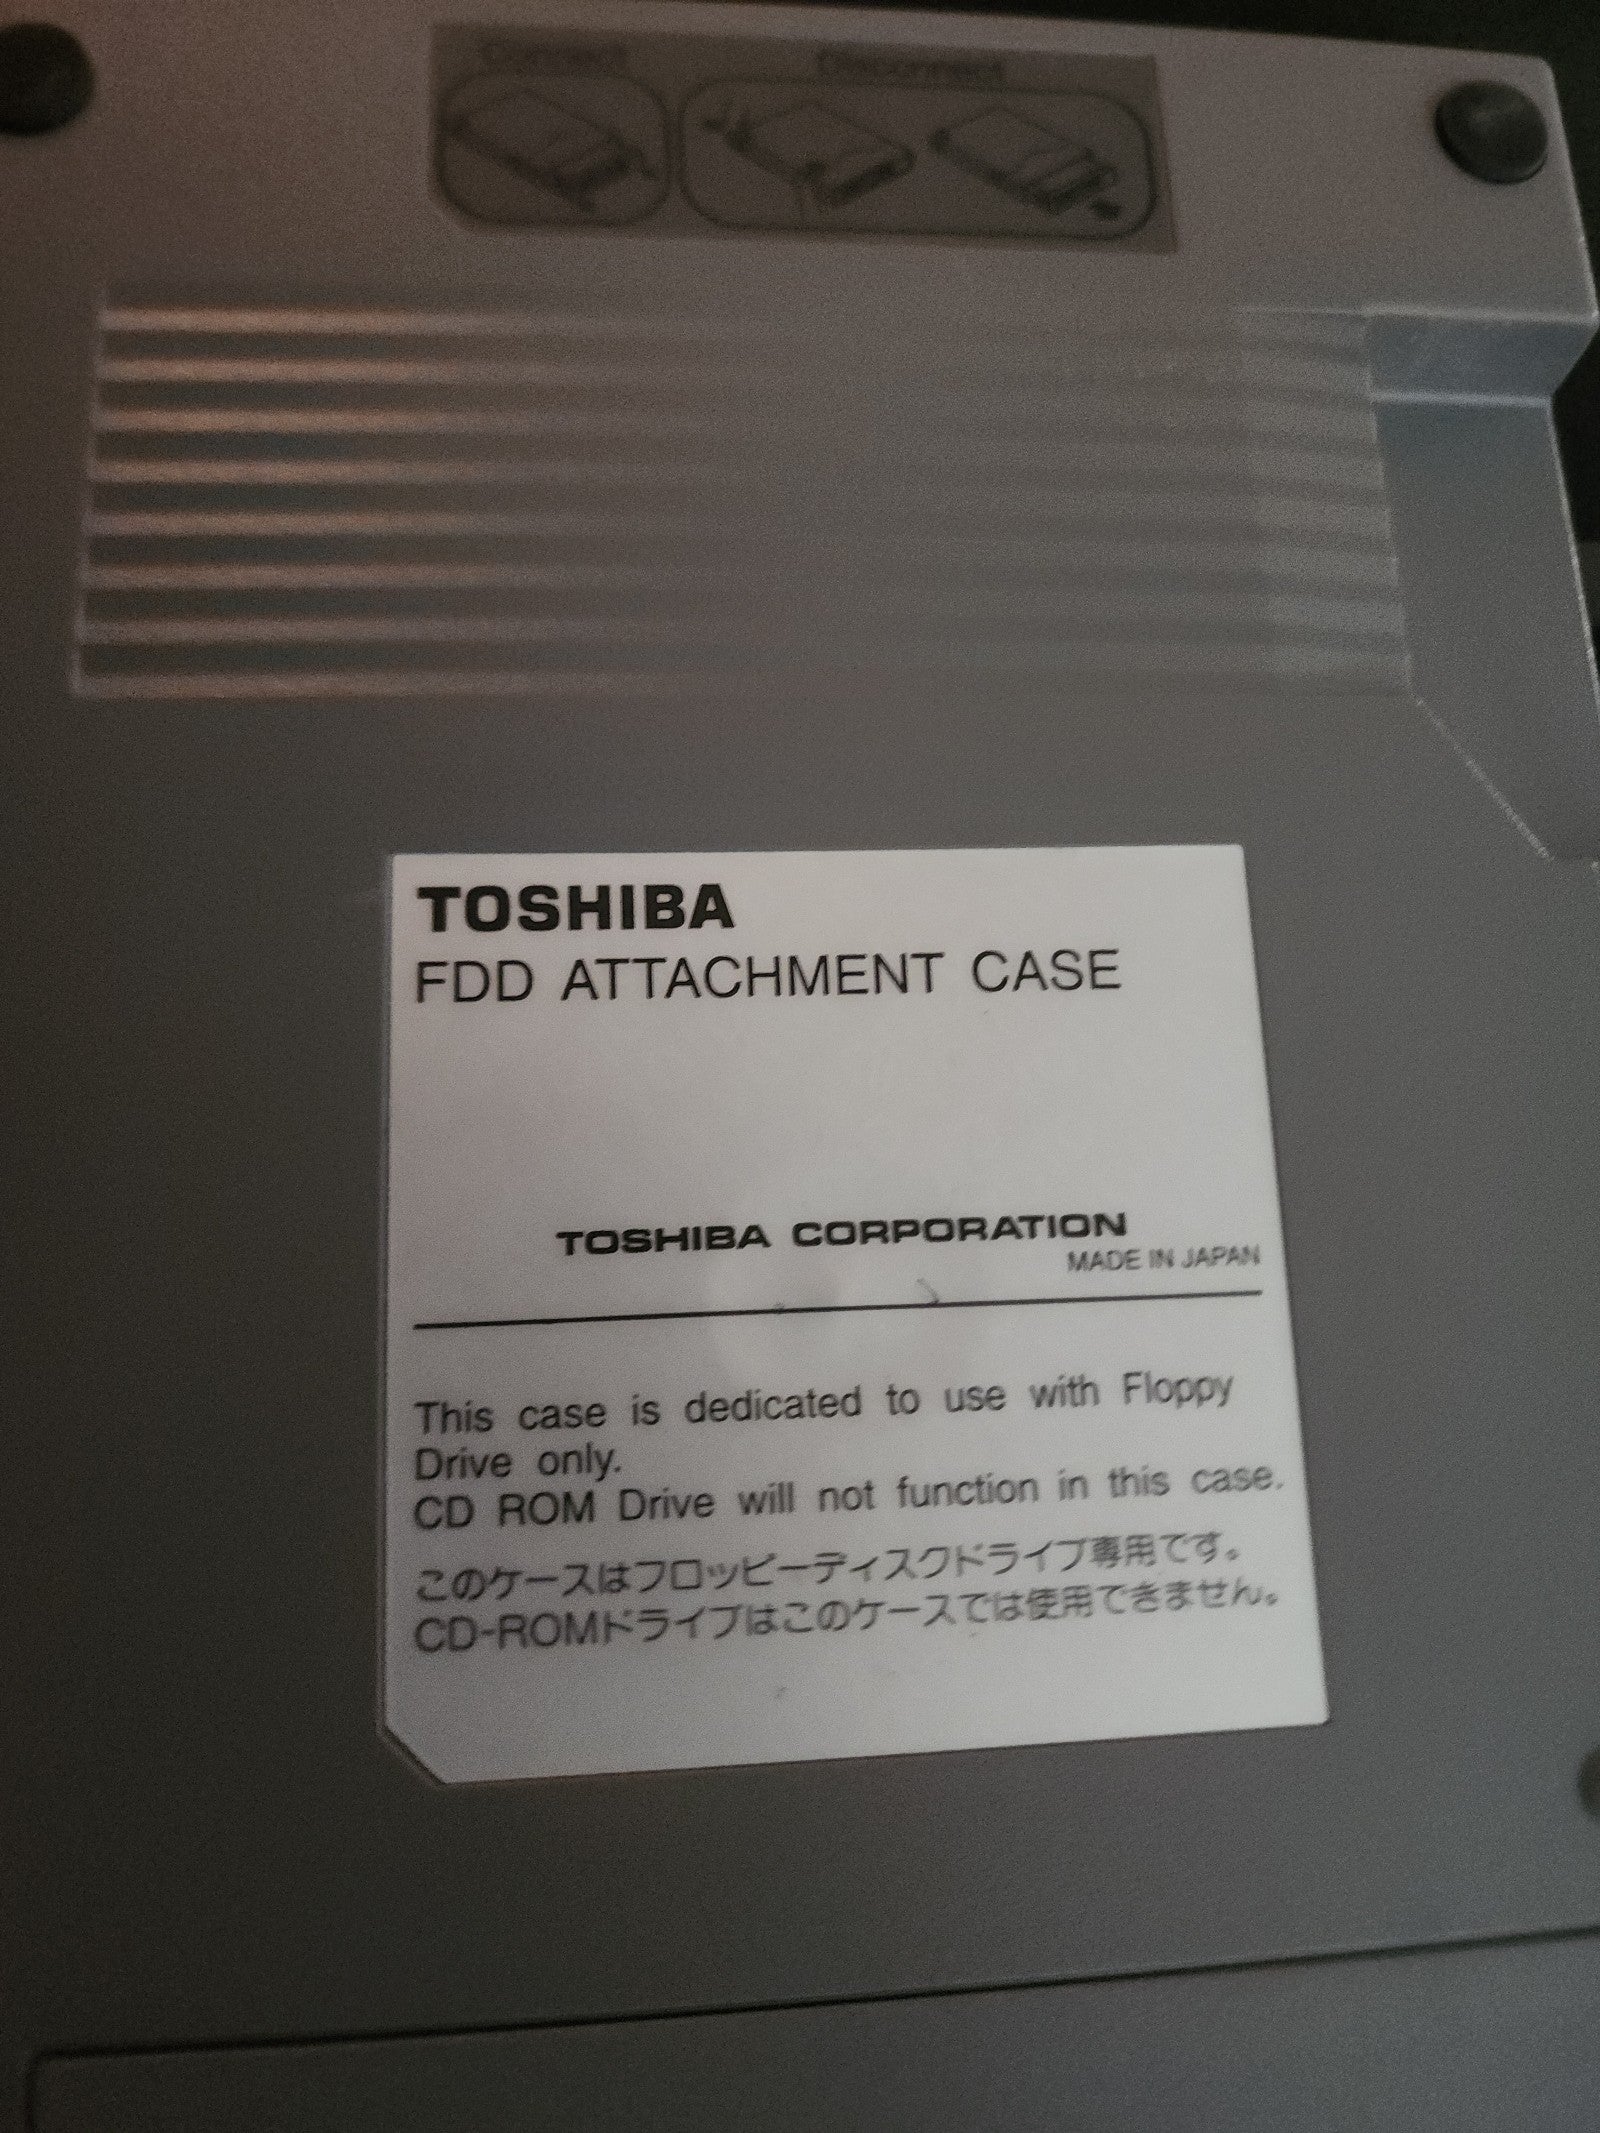 Connect
Disconnect
TOSHIBA
FDD ATTACHMENT CASE
TOSHIBA CORPORATION
MADE IN JAPAN
This case is dedicated to use with Floppy
Drive only.
CD ROM Drive will not function in this case.
このケースはフロッピーディスクドライブ専用です。
CD-ROMドライブはこのケースでは使用できません。